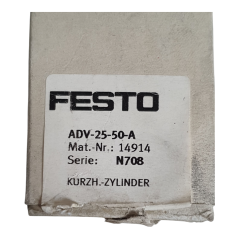 FESTO
ADV-25-50-A
Mat.-Nr.: 14914
Serie: N708
KURZH.-ZYLINDER